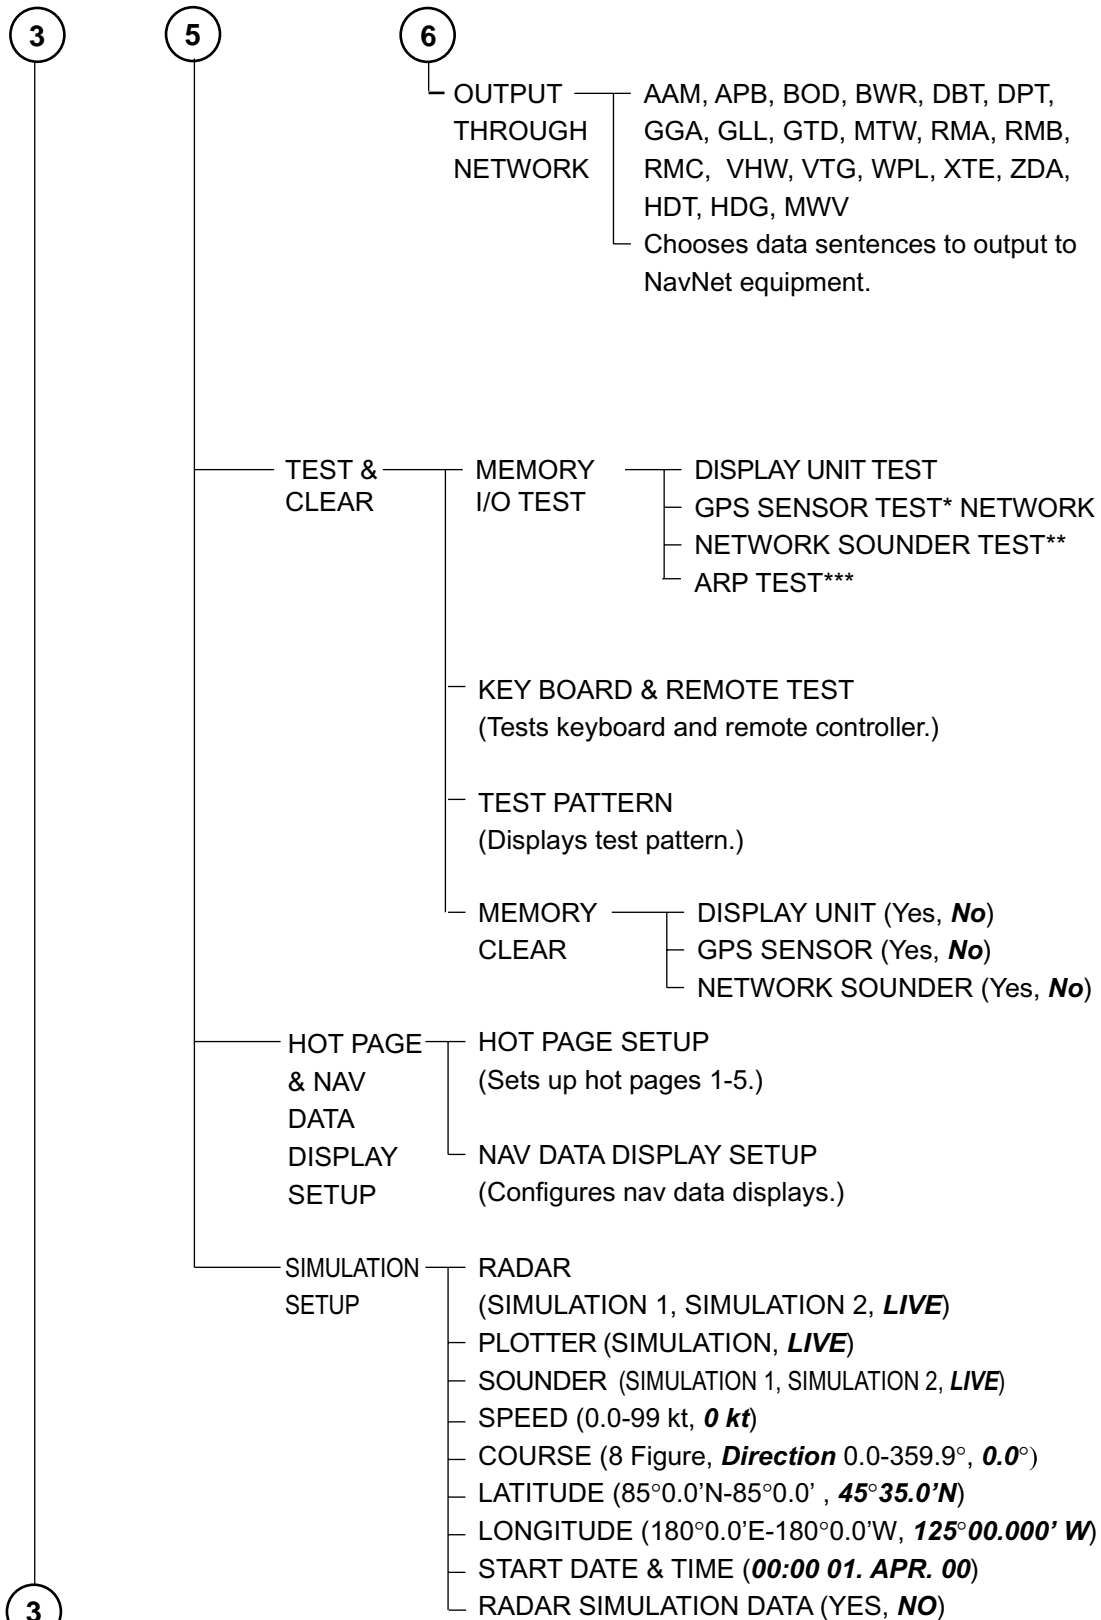 3 5 6
OUTPUT AAM, APB, BOD, BWR, DBT, DPT,
THROUGH GGA, GLL, GTD, MTW, RMA, RMB,
NETWORK RMC, VHW, VTG, WPL, XTE, ZDA,
HDT, HDG, MWV
Chooses data sentences to output to
NavNet equipment.
TEST & MEMORY DISPLAY UNIT TEST
CLEAR I/O TEST GPS SENSOR TEST* NETWORK
NETWORK SOUNDER TEST**
ARP TEST***
KEY BOARD & REMOTE TEST
(Tests keyboard and remote controller.)
TEST PATTERN
(Displays test pattern.)
MEMORY DISPLAY UNIT (Yes, No)
CLEAR GPS SENSOR (Yes, No)
NETWORK SOUNDER (Yes, No)
HOT PAGE HOT PAGE SETUP
& NAV (Sets up hot pages 1-5.)
DATA
DISPLAY NAV DATA DISPLAY SETUP
SETUP (Configures nav data displays.)
SIMULATION RADAR
SETUP (SIMULATION 1, SIMULATION 2, LIVE)
PLOTTER (SIMULATION, LIVE)
SOUNDER (SIMULATION 1, SIMULATION 2, LIVE)
SPEED (0.0-99 kt, 0 kt)
COURSE (8 Figure, Direction 0.0-359.9°, 0.0°)
LATITUDE (85°0.0'N-85°0.0' , 45°35.0'N)
LONGITUDE (180°0.0'E-180°0.0'W, 125°00.000' W)
START DATE & TIME (00:00 01. APR. 00)
3 RADAR SIMULATION DATA (YES, NO)